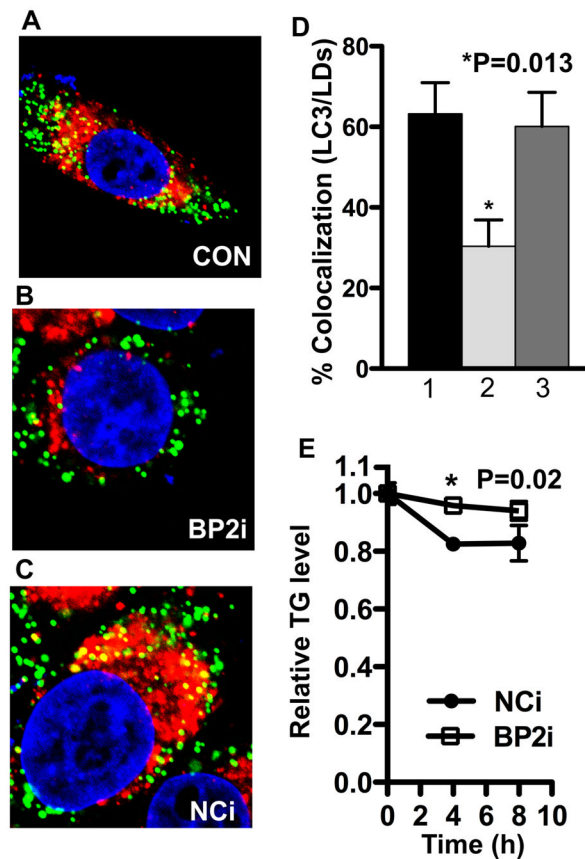 A
CON
B
BP2i
C
NCi
D
% Colocalization (LC3/LDs)
80
60
40
20
0
*P=0.013
*
1 2 3
E
Relative TG level
1.1
1.0
0.8
0.6
0.4
0.2
0.0
* P=0.02
NCi
BP2i
0 2 4 6 8 10
Time (h)